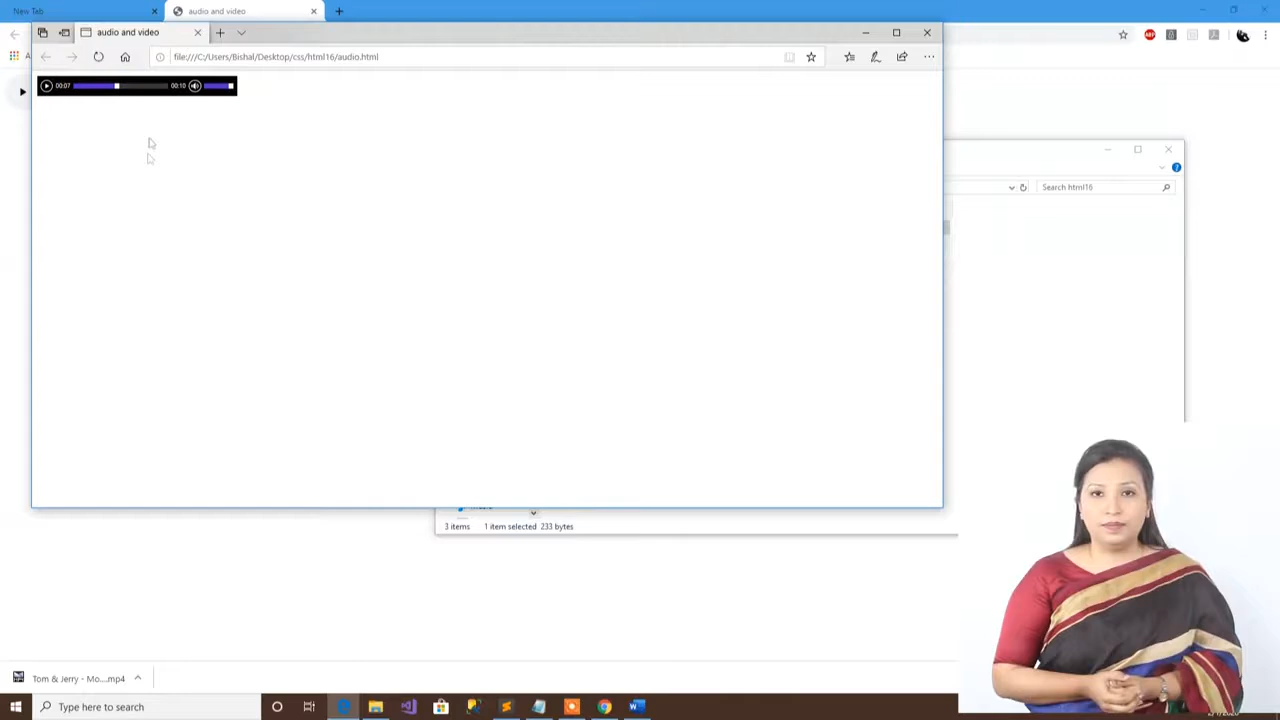 New Tab
audio and video
audio and video
file:///C:/Users/Bishal/Desktop/css/html16/audio.html
ABP
00:07
00:10
Search html16
3 items 1 item selected 233 bytes
Tom & Jerry - Mo....mp4
Type here to search